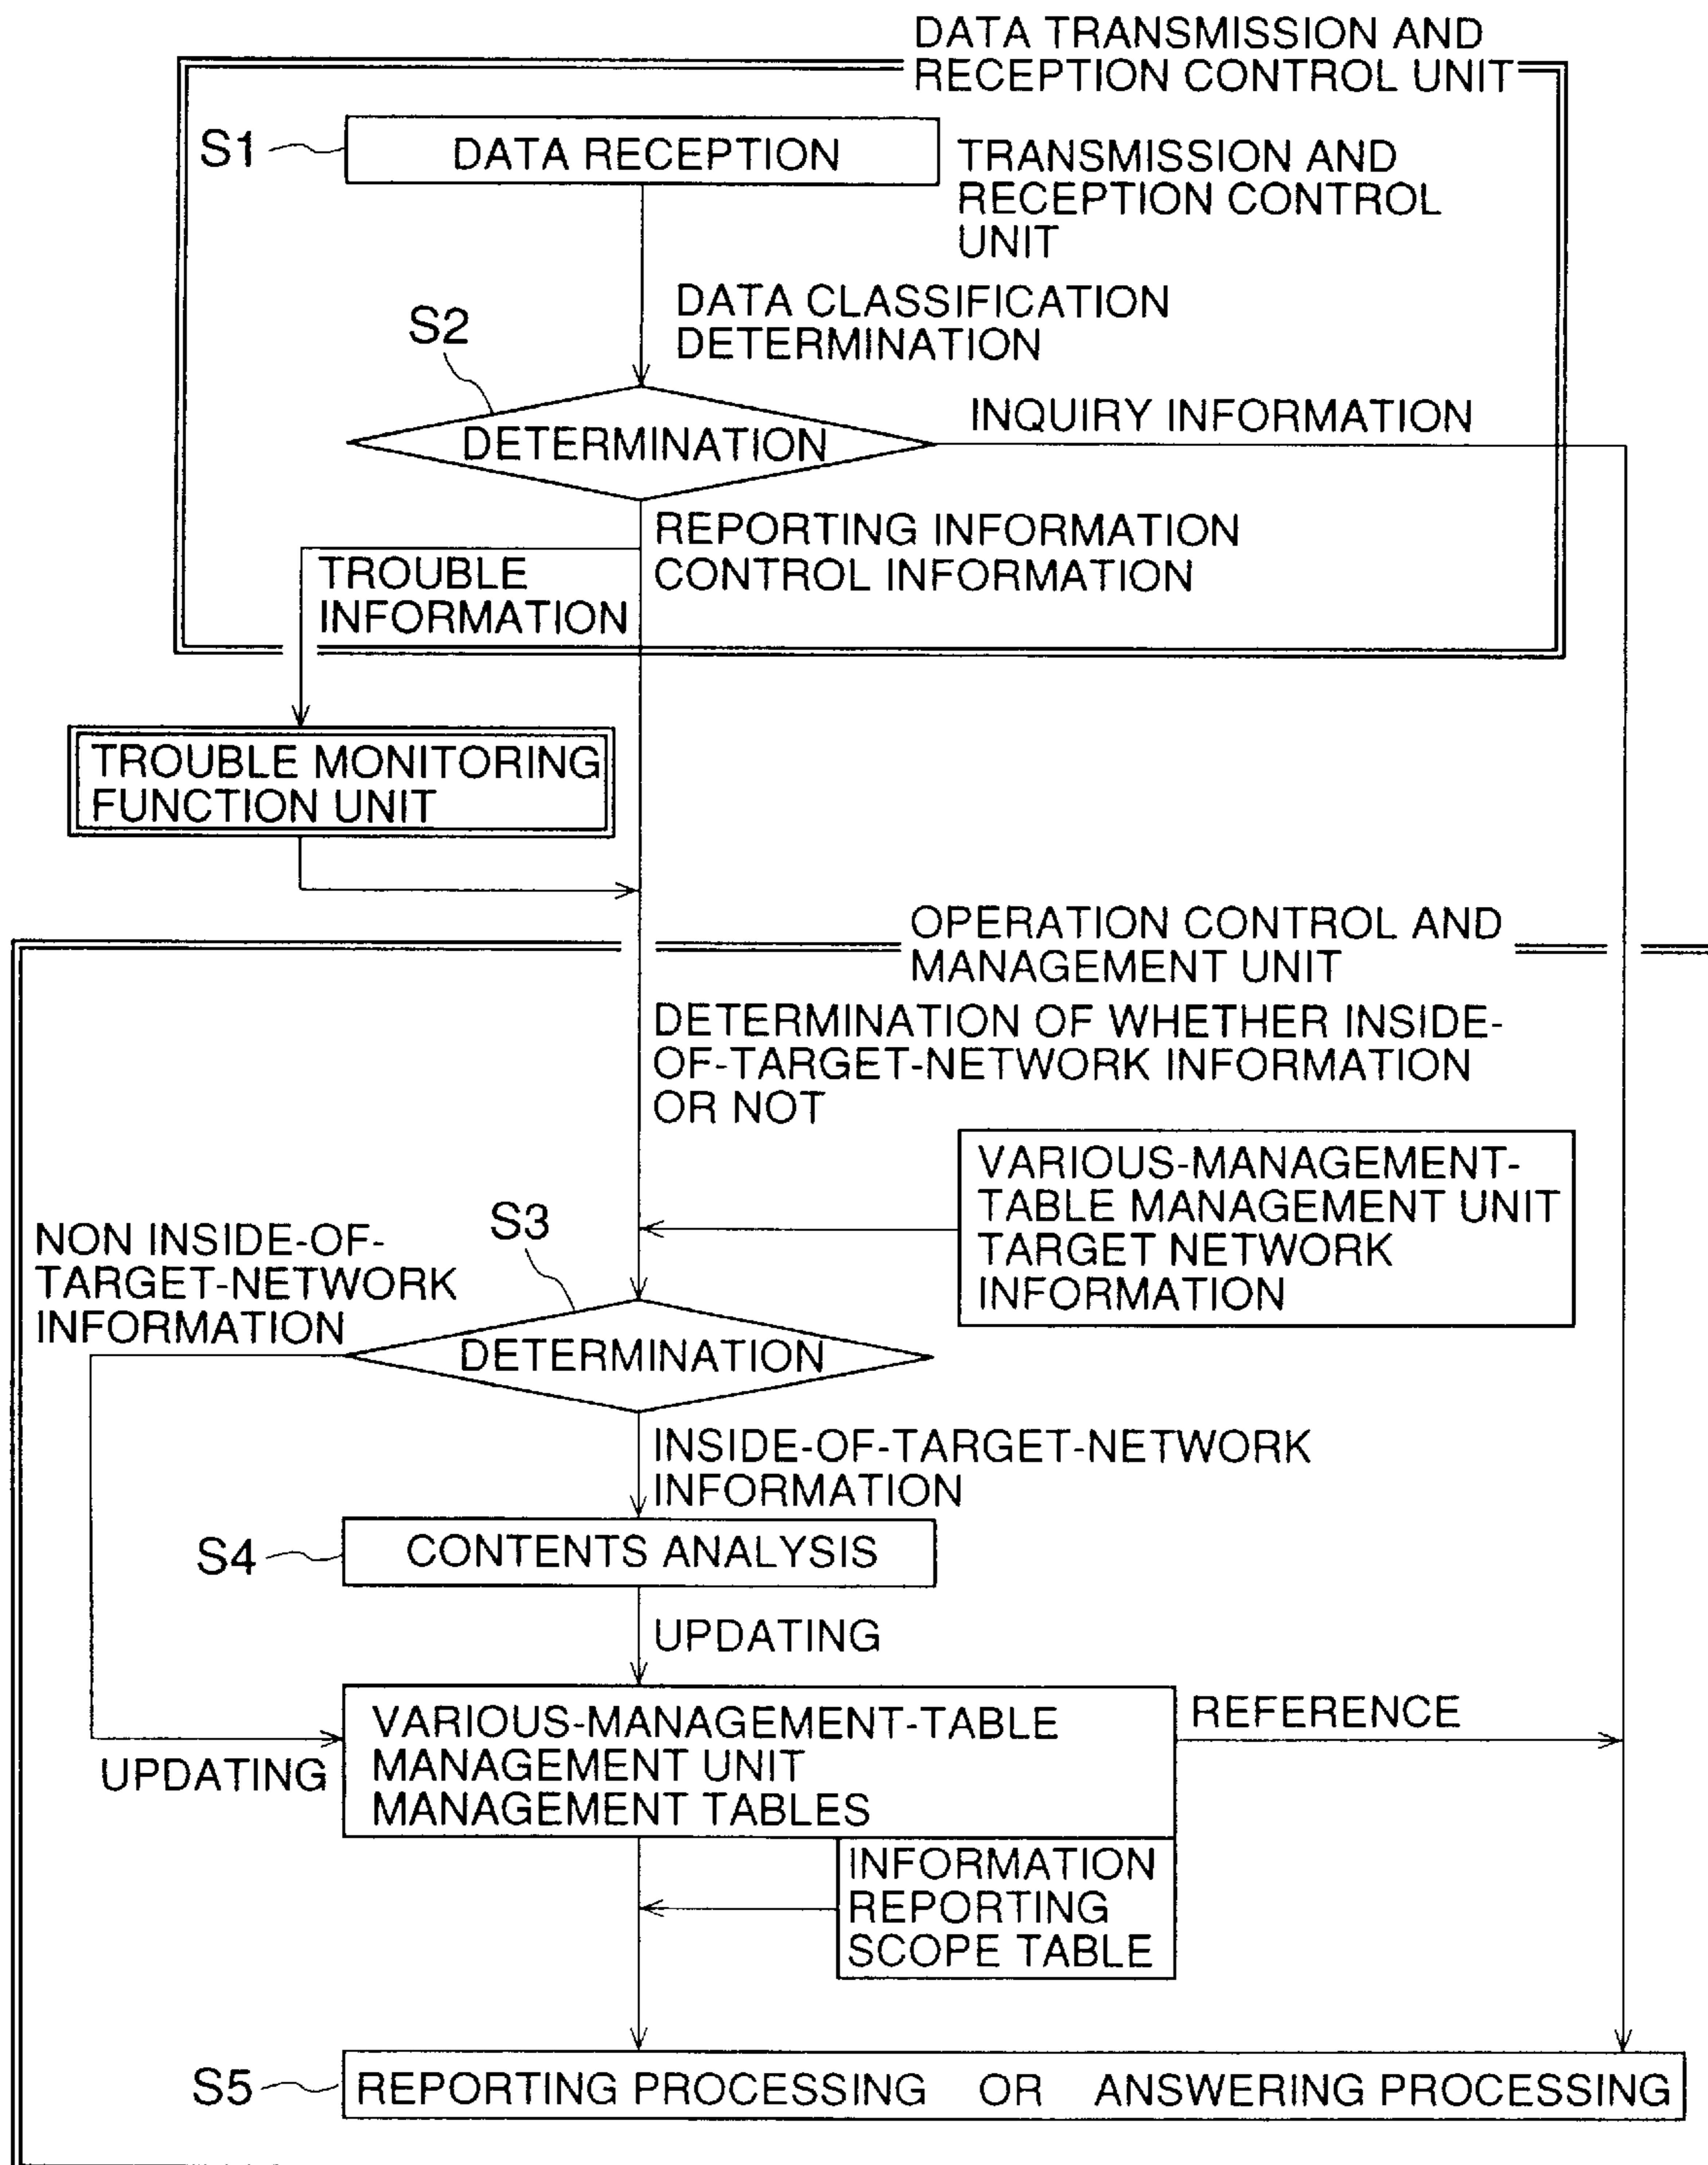 DATA TRANSMISSION AND
RECEPTION CONTROL UNIT
S1
DATA RECEPTION
TRANSMISSION AND
RECEPTION CONTROL
UNIT
DATA CLASSIFICATION
DETERMINATION
S2
DETERMINATION
INQUIRY INFORMATION
REPORTING INFORMATION
CONTROL INFORMATION
TROUBLE
INFORMATION
TROUBLE MONITORING
FUNCTION UNIT
OPERATION CONTROL AND
MANAGEMENT UNIT
DETERMINATION OF WHETHER INSIDE-
OF-TARGET-NETWORK INFORMATION
OR NOT
VARIOUS-MANAGEMENT-
TABLE MANAGEMENT UNIT
TARGET NETWORK
INFORMATION
NON INSIDE-OF-
TARGET-NETWORK
INFORMATION
S3
DETERMINATION
INSIDE-OF-TARGET-NETWORK
INFORMATION
S4
CONTENTS ANALYSIS
UPDATING
VARIOUS-MANAGEMENT-TABLE
MANAGEMENT UNIT
MANAGEMENT TABLES
REFERENCE
UPDATING
INFORMATION
REPORTING
SCOPE TABLE
S5
REPORTING PROCESSING OR ANSWERING PROCESSING